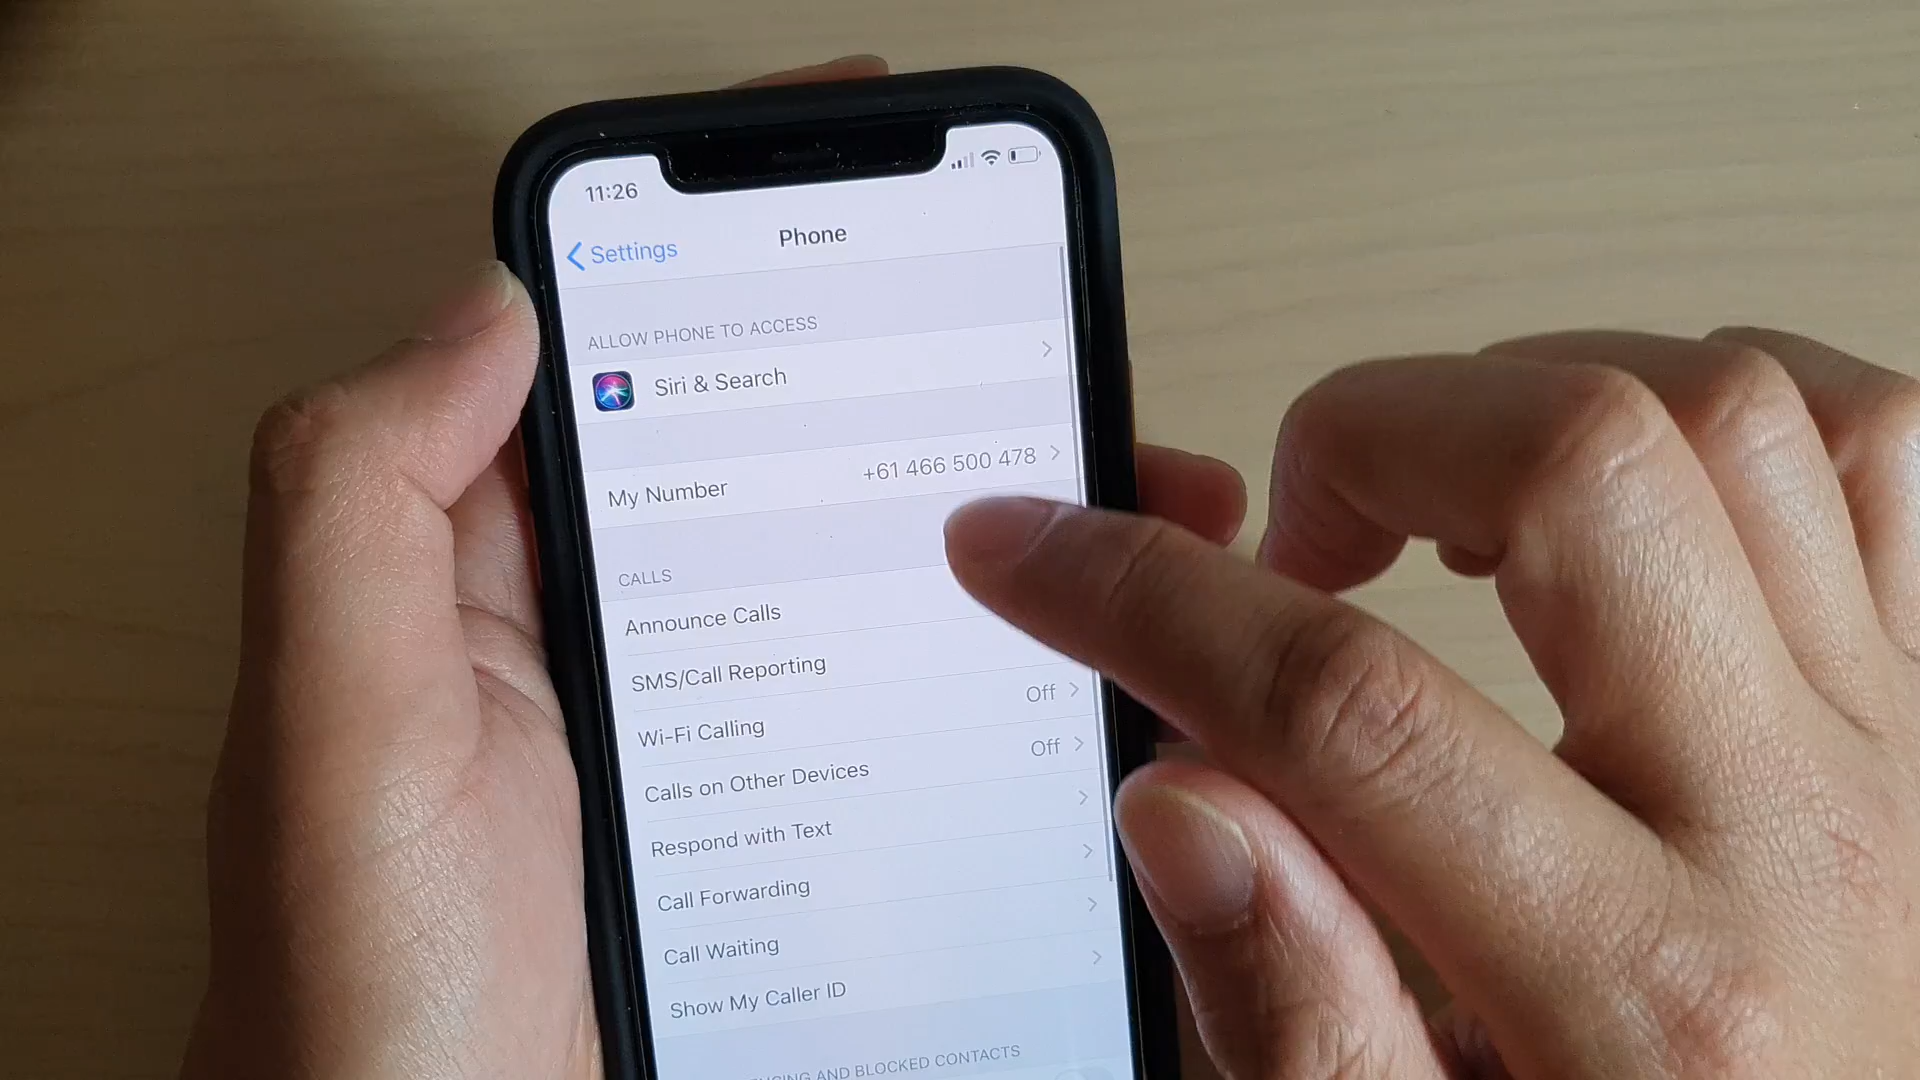 11:26
Settings
Phone
ALLOW PHONE TO ACCESS
Siri & Search
My Number +61 466 500 478
CALLS
Announce Calls
SMS/Call Reporting
Wi-Fi Calling Off
Calls on Other Devices Off
Respond with Text
Call Forwarding
Call Waiting
Show My Caller ID
AND BLOCKED CONTACTS